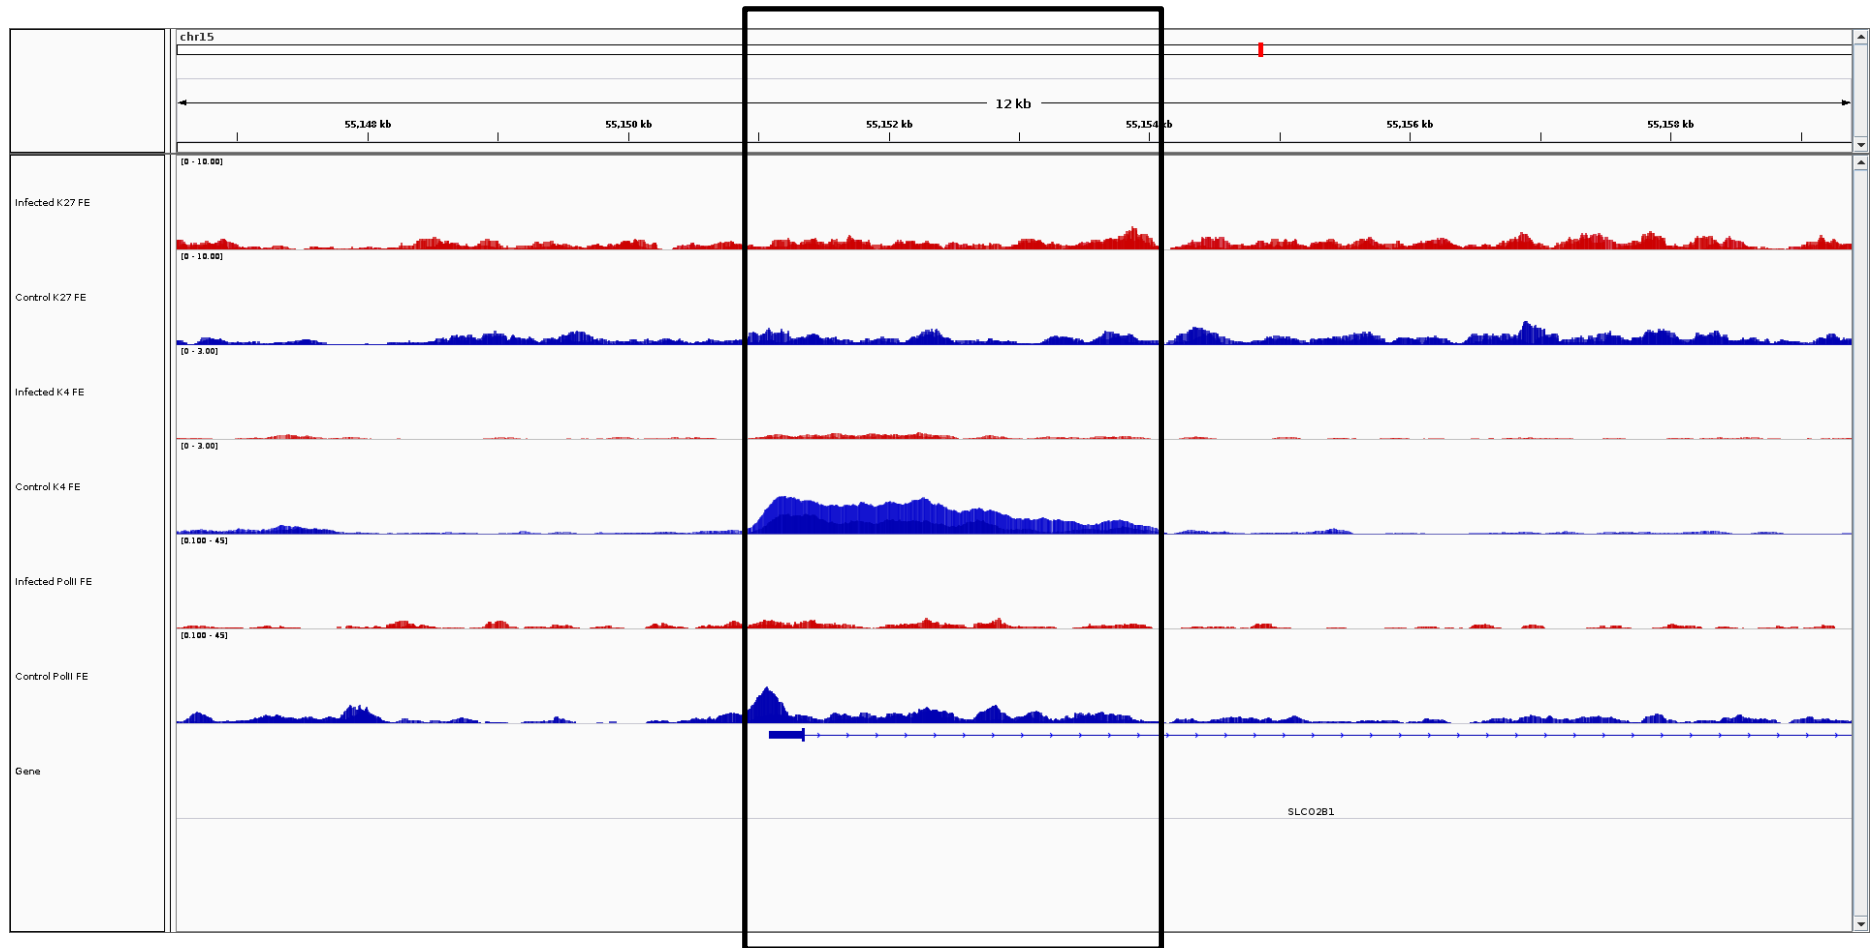 chr15
12 kb
55,148 kb
55,150 kb
55,152 kb
55,154 kb
55,156 kb
55,158 kb
[0 - 10.00]
Infected K27 FE
[0 - 10.00]
Control K27 FE
[0 - 3.00]
Infected K4 FE
[0 - 3.00]
Control K4 FE
[0.100 - 45]
Infected PolII FE
[0.100 - 45]
Control PolII FE
Gene
SLCO2B1